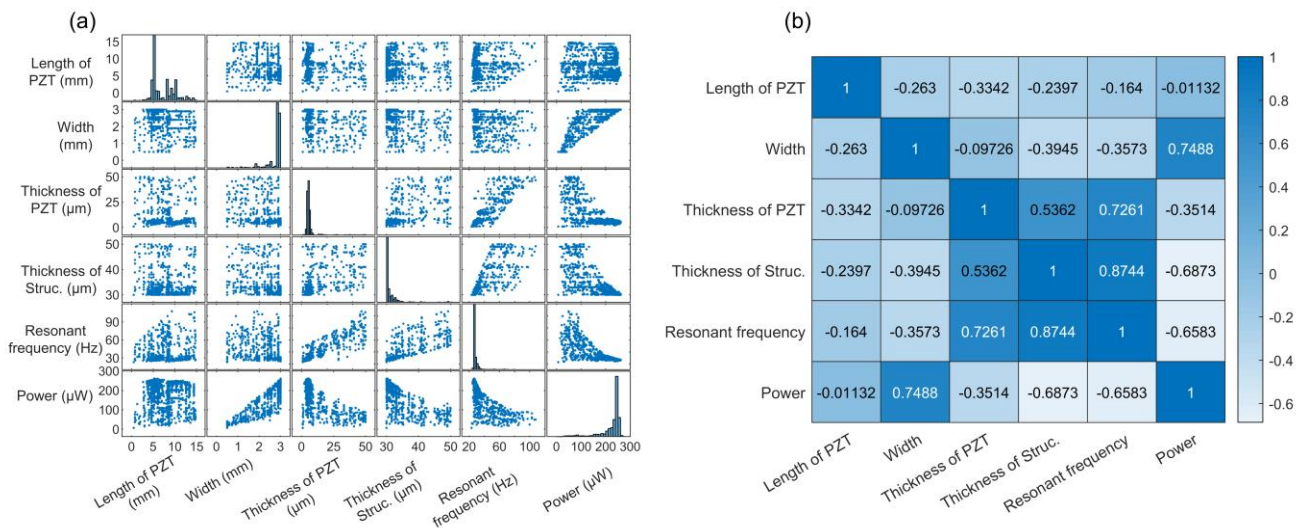 (a)
Length of
PZT (mm)
15
10
5
0
Width
(mm)
3
2
1
0
Thickness of
PZT (μm)
50
25
0
Thickness of
Struc. (μm)
50
40
30
Resonant
frequency (Hz)
90
60
30
Power (μW)
300
200
100
0
0 5 10 15
0 1 2 3
0 25 50
30 40 50
20 60 100
0 100 200 300
Length of PZT
(mm)
Width (mm)
Thickness of PZT
(μm)
Thickness of
Struc. (μm)
Resonant
frequency (Hz)
Power (μW)
(b)
Length of PZT 1 -0.263 -0.3342 -0.2397 -0.164 -0.01132
Width -0.263 1 -0.09726 -0.3945 -0.3573 0.7488
Thickness of PZT -0.3342 -0.09726 1 0.5362 0.7261 -0.3514
Thickness of Struc. -0.2397 -0.3945 0.5362 1 0.8744 -0.6873
Resonant frequency -0.164 -0.3573 0.7261 0.8744 1 -0.6583
Power -0.01132 0.7488 -0.3514 -0.6873 -0.6583 1
Length of PZT
Width
Thickness of PZT
Thickness of Struc.
Resonant frequency
Power
1
0.8
0.6
0.4
0.2
0
-0.2
-0.4
-0.6